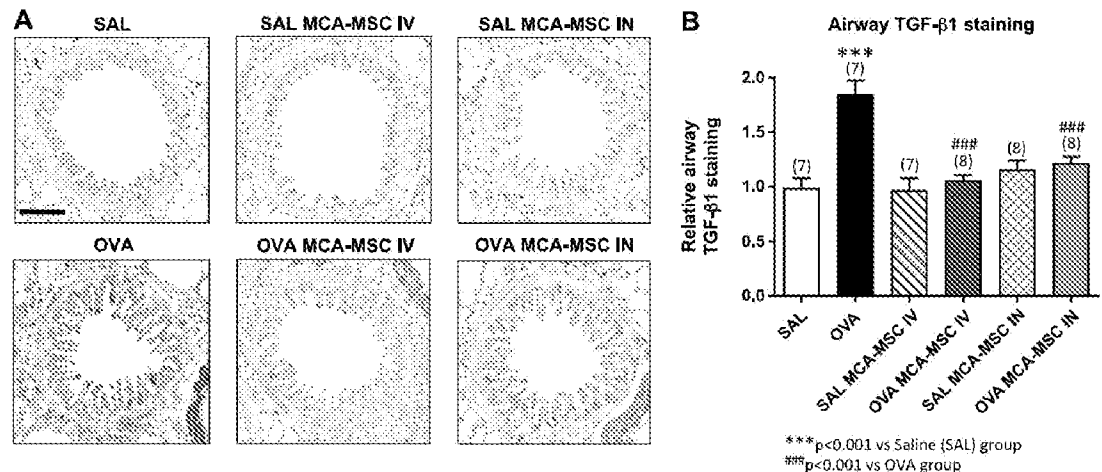 A
SAL
SAL MCA-MSC IV
SAL MCA-MSC IN
OVA
OVA MCA-MSC IV
OVA MCA-MSC IN
B
Airway TGF-β1 staining
Relative airway
TGF-β1 staining
2.0
1.5
1.0
0.5
0.0
(7)
***
(7)
(7)
###
(8)
(8)
###
(8)
SAL
OVA
SAL MCA-MSC IV
OVA MCA-MSC IV
SAL MCA-MSC IN
OVA MCA-MSC IN
***p<0.001 vs Saline (SAL) group
###p<0.001 vs OVA group